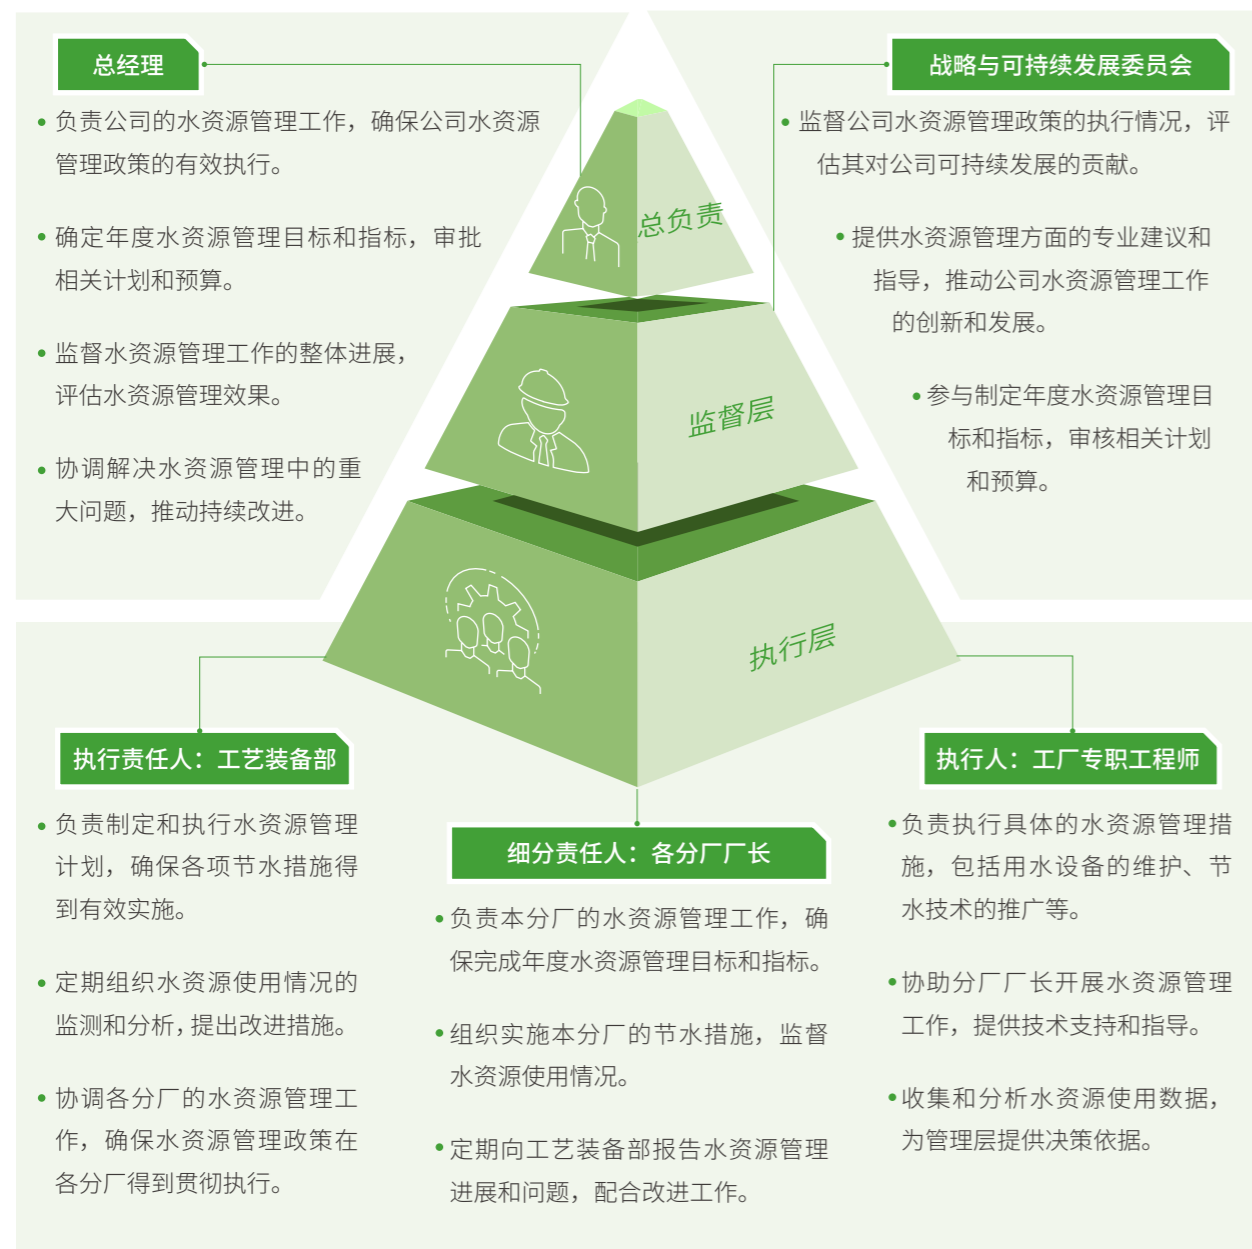 总经理
负责公司的水资源管理工作，确保公司水资源
管理政策的有效执行。
确定年度水资源管理目标和指标，审批
相关计划和预算。
监督水资源管理工作的整体进展，
评估水资源管理效果。
协调解决水资源管理中的重
大问题，推动持续改进。
战略与可持续发展委员会
监督公司水资源管理政策的执行情况，评
估其对公司可持续发展的贡献。
提供水资源管理方面的专业建议和
指导，推动公司水资源管理工作
的创新和发展。
参与制定年度水资源管理目
标和指标，审核相关计划
和预算。
总负责
监督层
执行层
执行责任人：工艺装备部
负责制定和执行水资源管理
计划，确保各项节水措施得
到有效实施。
定期组织水资源使用情况的
监测和分析，提出改进措施。
协调各分厂的水资源管理工
作，确保水资源管理政策在
各分厂得到贯彻执行。
细分责任人：各分厂厂长
负责本分厂的水资源管理工作，确
保完成年度水资源管理目标和指标。
组织实施本分厂的节水措施，监督
水资源使用情况。
定期向工艺装备部报告水资源管理
进展和问题，配合改进工作。
执行人：工厂专职工程师
负责执行具体的水资源管理措
施，包括用水设备的维护、节
水技术的推广等。
协助分厂厂长开展水资源管理
工作，提供技术支持和指导。
收集和分析水资源使用数据，
为管理层提供决策依据。